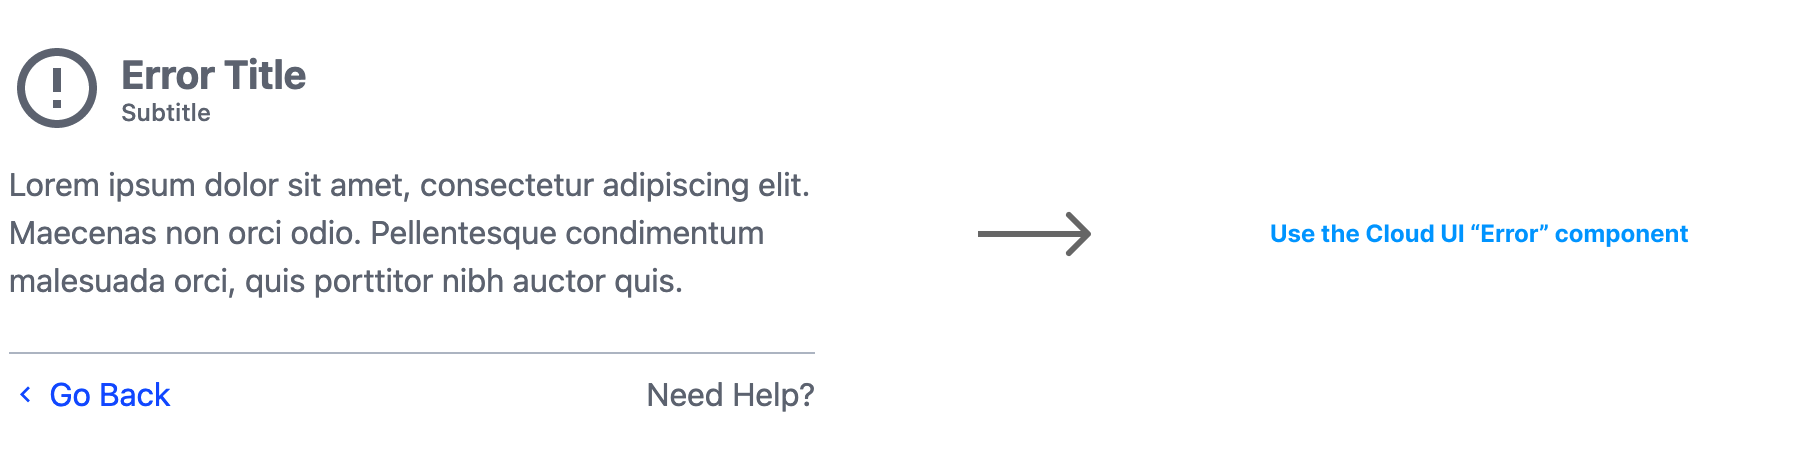 Error Title
Subtitle
Lorem ipsum dolor sit amet, consectetur adipiscing elit.
Maecenas non orci odio. Pellentesque condimentum
malesuada orci, quis porttitor nibh auctor quis.
Go Back
Need Help?
Use the Cloud UI “Error” component